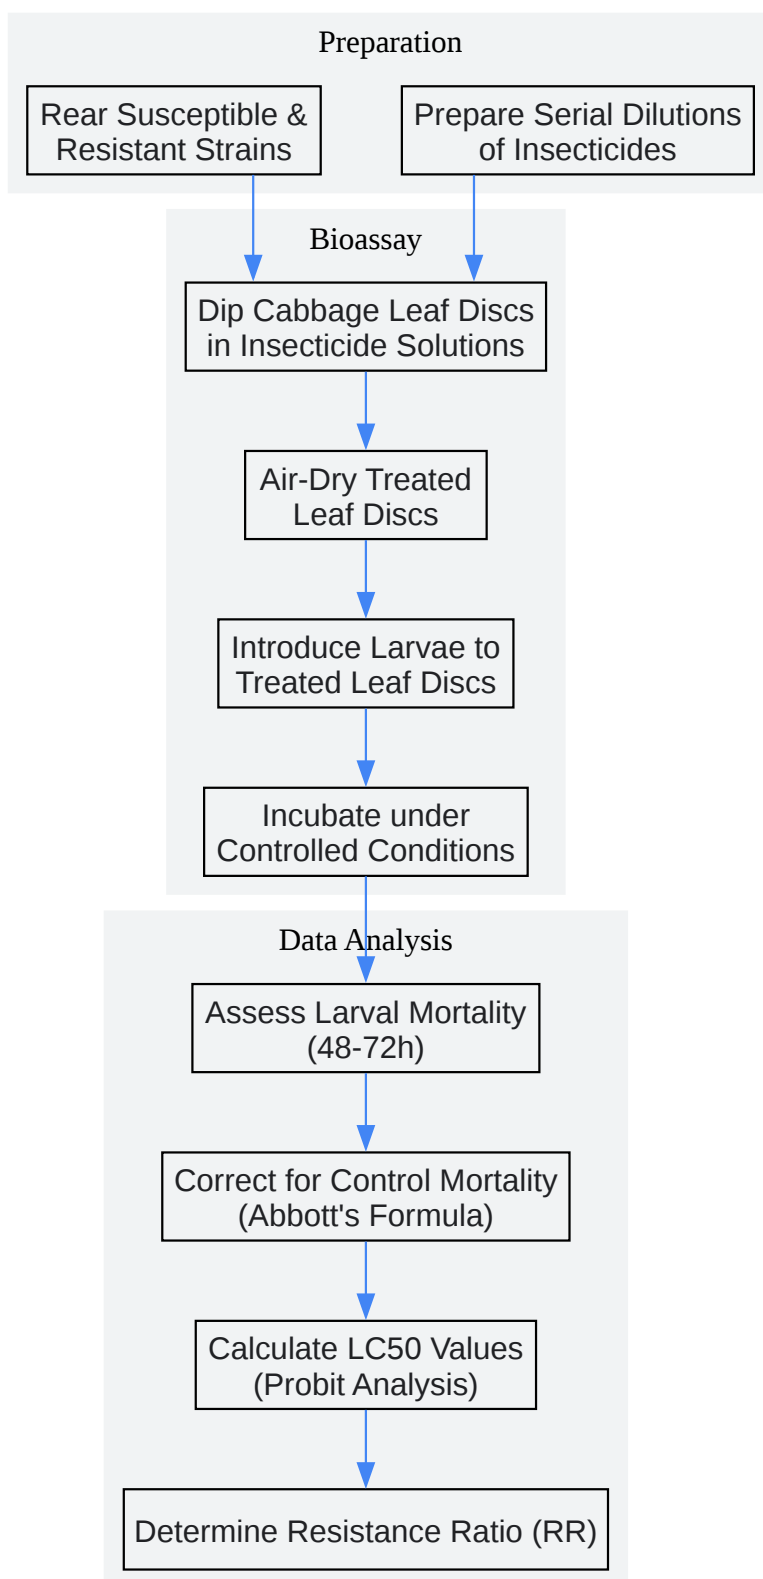 Preparation
Rear Susceptible &
Resistant Strains
Prepare Serial Dilutions
of Insecticides
Bioassay
Dip Cabbage Leaf Discs
in Insecticide Solutions
Air-Dry Treated
Leaf Discs
Introduce Larvae to
Treated Leaf Discs
Incubate under
Controlled Conditions
Data Analysis
Assess Larval Mortality
(48-72h)
Correct for Control Mortality
(Abbott's Formula)
Calculate LC50 Values
(Probit Analysis)
Determine Resistance Ratio (RR)